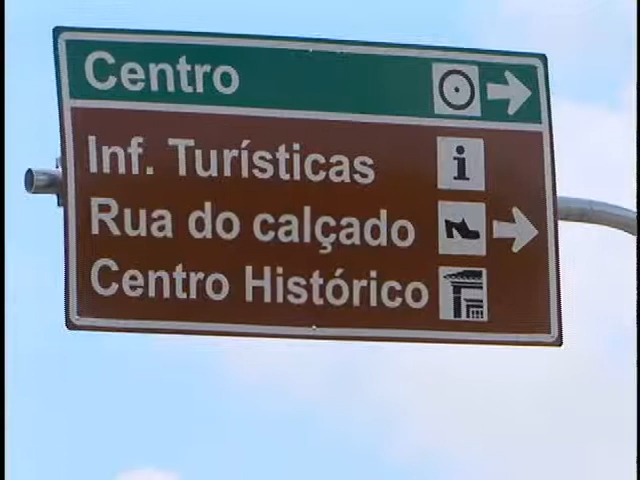 Centro
Inf. Turísticas
Rua do calçado
Centro Histórico